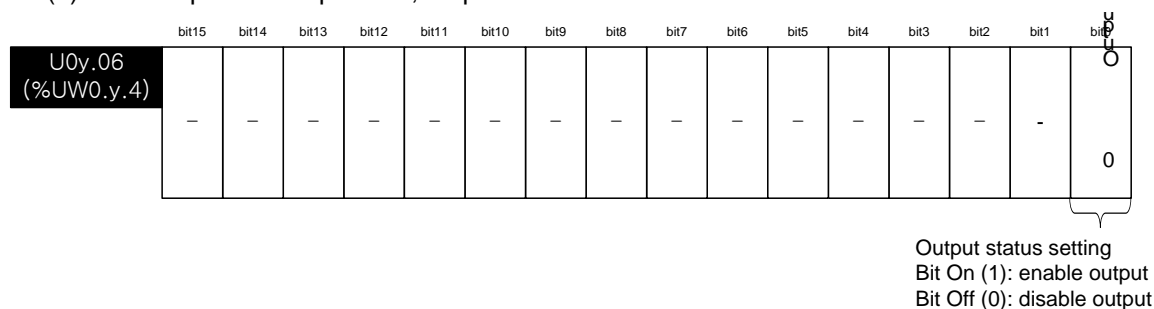 bit15 bit14 bit13 bit12 bit11 bit10 bit9 bit8 bit7 bit6 bit5 bit4 bit3 bit2 bit1
U0y.06
(%UW0.y.4)
– – – – – – – – – – – – – – -
0
Output status setting
Bit On (1): enable output
Bit Off (0): disable output